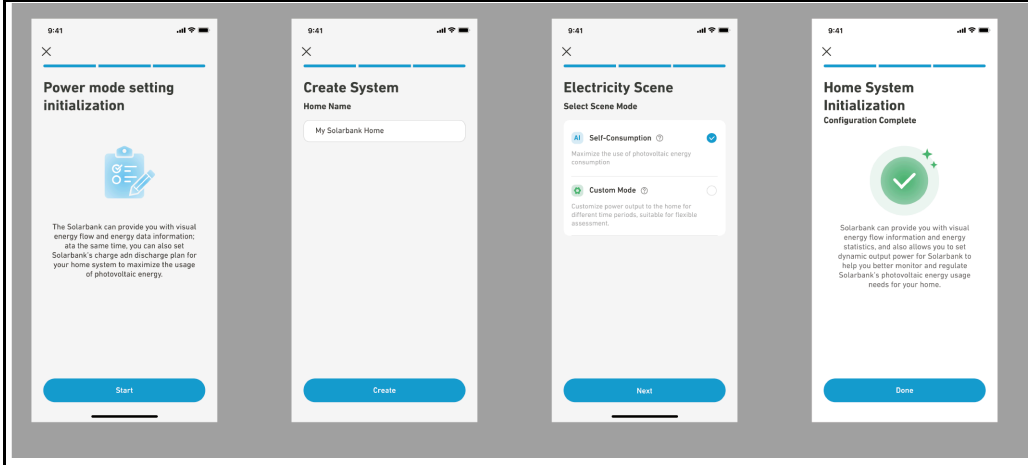 9:41
Power mode setting
initialization
The Solarbank can provide you with visual
energy flow and energy data information;
ata the same time, you can also set
Solarbank's charge adn discharge plan for
your home system to maximize the usage
of photovoltaic energy.
Start
9:41
Create System
Home Name
My Solarbank Home
Create
9:41
Electricity Scene
Select Scene Mode
AI Self-Consumption ?
Maximize the use of photovoltaic energy
consumption
Custom Mode ?
Customize power output to the home for
different time periods, suitable for flexible
assessment.
Next
9:41
Home System
Initialization
Configuration Complete
Solarbank can provide you with visual
energy flow information and energy
statistics, and also allows you to set
dynamic output power for Solarbank to
help you better monitor and regulate
Solarbank's photovoltaic energy usage
needs for your home.
Done